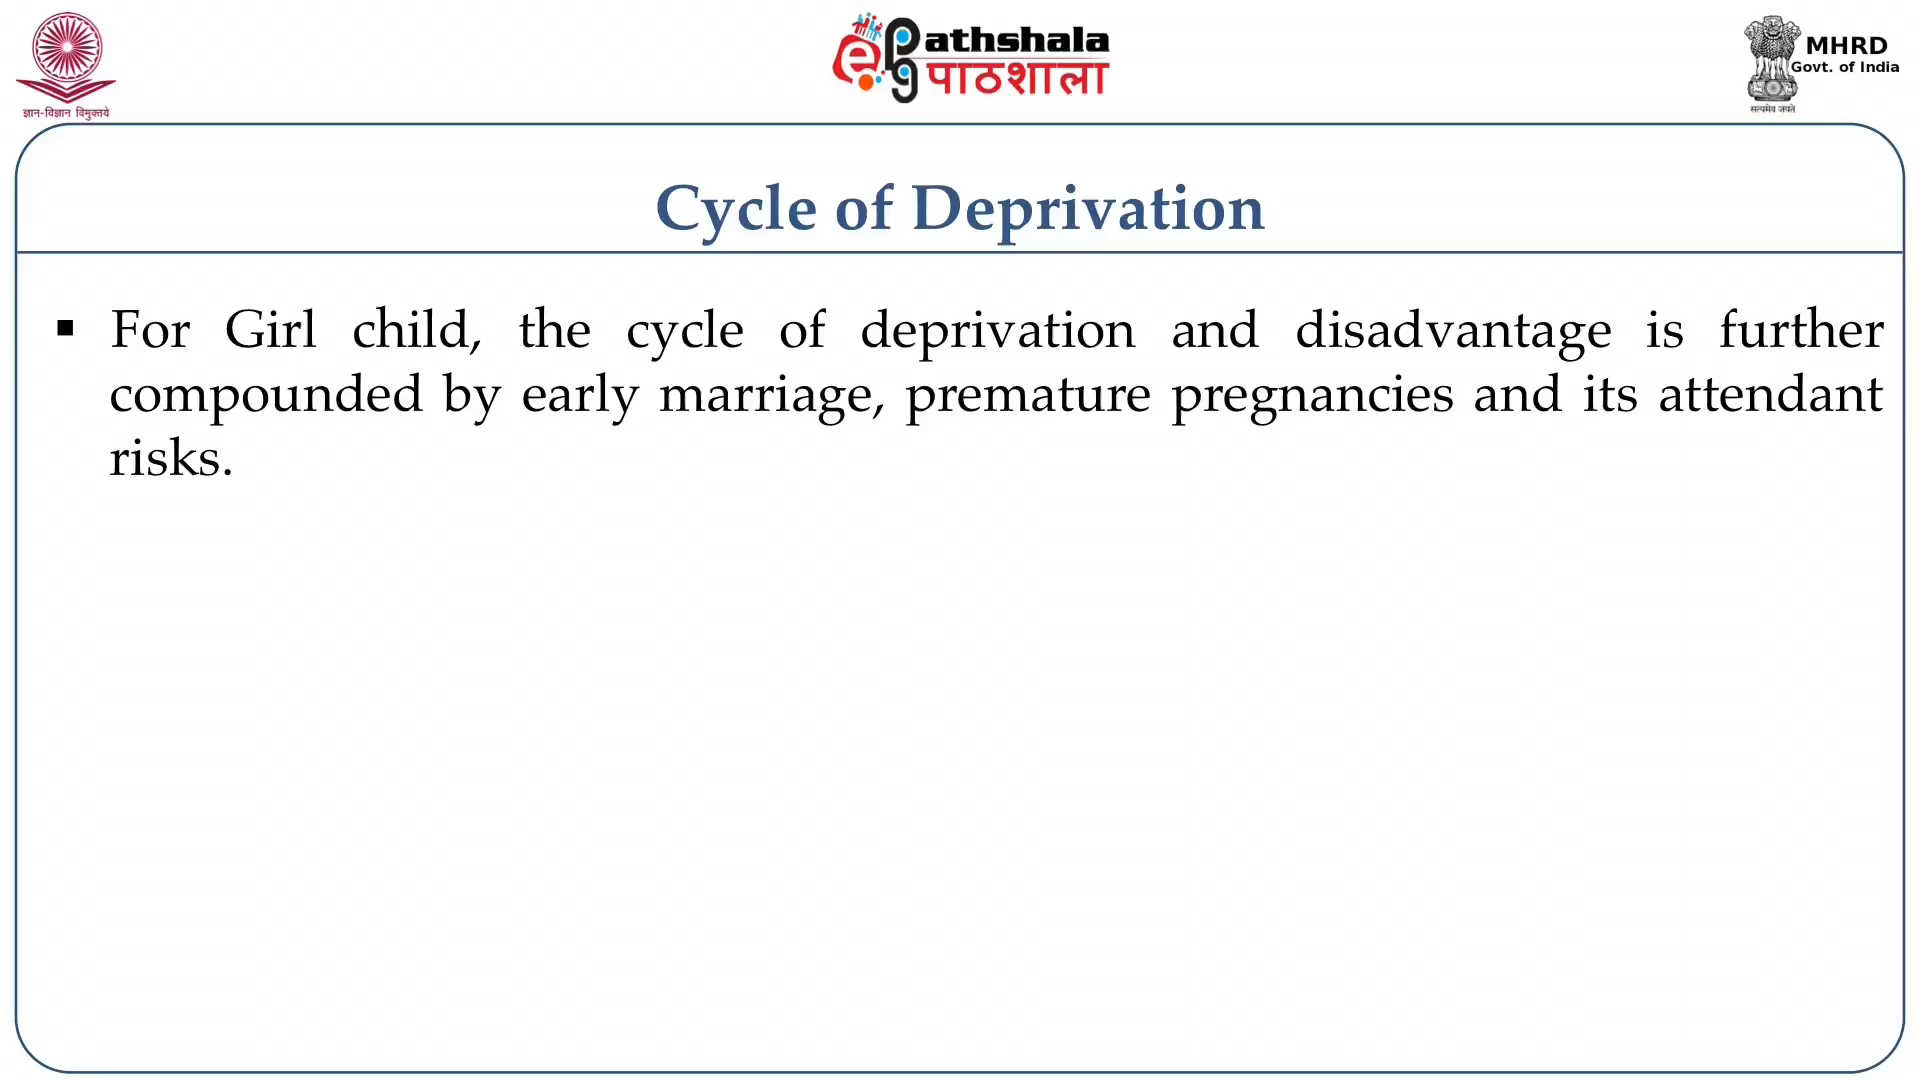 ज्ञान-विज्ञान विमुक्तये
e Pg athshala
पाठशाला
MHRD
Govt. of India
सत्यमेव जयते
Cycle of Deprivation
▪ For Girl child, the cycle of deprivation and disadvantage is further
compounded by early marriage, premature pregnancies and its attendant
risks.